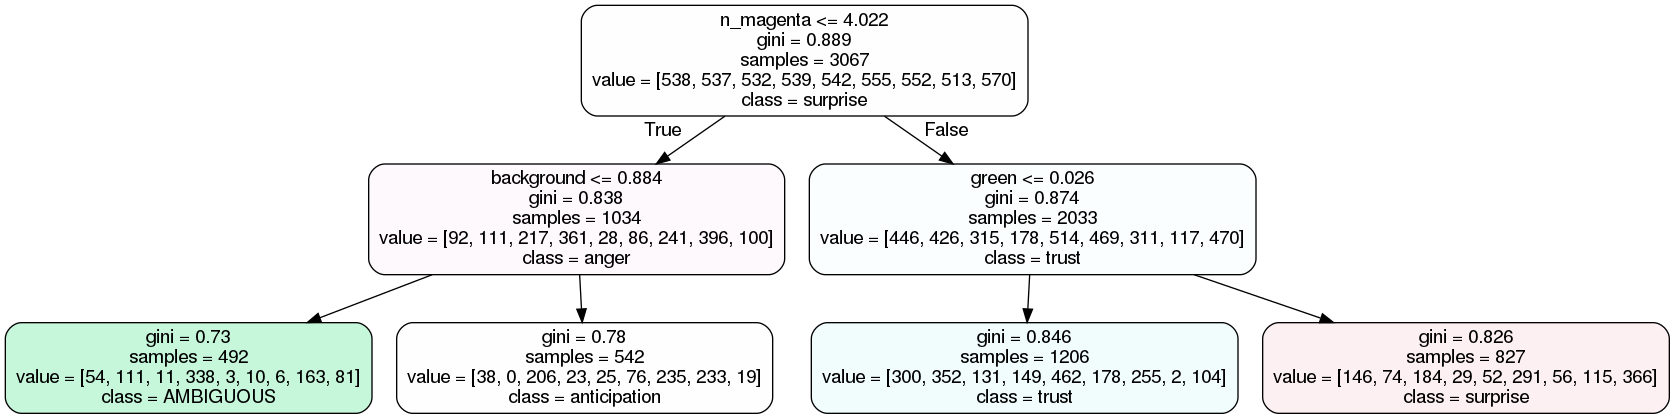 n_magenta <= 4.022
gini = 0.889
samples = 3067
value = [538, 537, 532, 539, 542, 555, 552, 513, 570]
class = surprise
True
False
background <= 0.884
gini = 0.838
samples = 1034
value = [92, 111, 217, 361, 28, 86, 241, 396, 100]
class = anger
green <= 0.026
gini = 0.874
samples = 2033
value = [446, 426, 315, 178, 514, 469, 311, 117, 470]
class = trust
gini = 0.73
samples = 492
value = [54, 111, 11, 338, 3, 10, 6, 163, 81]
class = AMBIGUOUS
gini = 0.78
samples = 542
value = [38, 0, 206, 23, 25, 76, 235, 233, 19]
class = anticipation
gini = 0.846
samples = 1206
value = [300, 352, 131, 149, 462, 178, 255, 2, 104]
class = trust
gini = 0.826
samples = 827
value = [146, 74, 184, 29, 52, 291, 56, 115, 366]
class = surprise